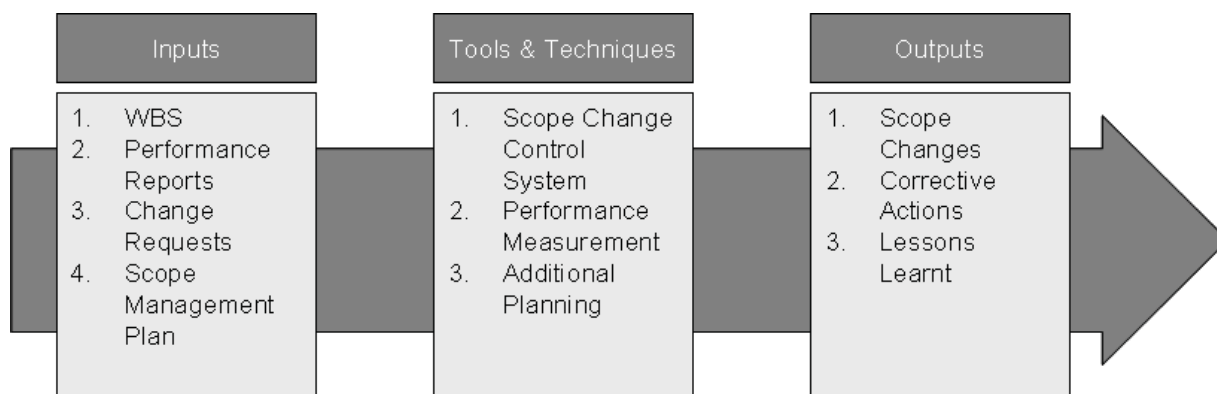 Inputs
1. WBS
2. Performance
Reports
3. Change
Requests
4. Scope
Management
Plan
Tools & Techniques
1. Scope Change
Control
System
2. Performance
Measurement
3. Additional
Planning
Outputs
1. Scope
Changes
2. Corrective
Actions
3. Lessons
Learnt